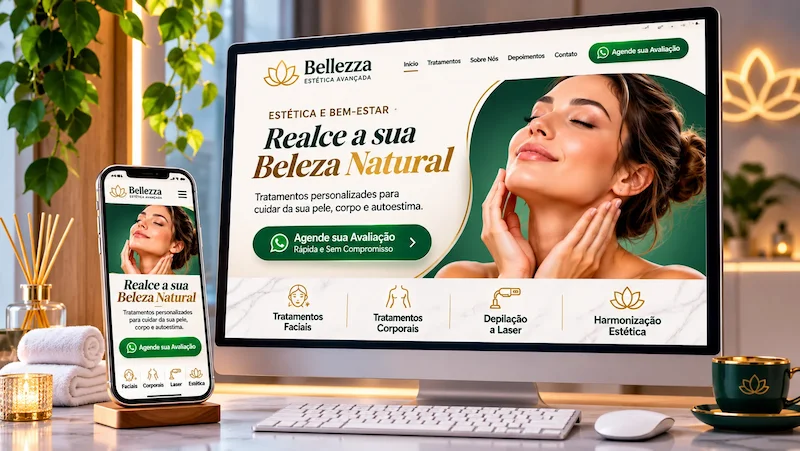 Bellezza
ESTÉTICA AVANÇADA
Início
Tratamentos
Sobre Nós
Depoimentos
Contato
Agende sua Avaliação
ESTÉTICA E BEM-ESTAR
Realce a sua
Beleza Natural
Tratamentos personalizados para
cuidar da sua pele, corpo e autoestima.
Agende sua Avaliação
Rápida e Sem Compromisso
Tratamentos
Faciais
Tratamentos
Corporais
Depilação
a Laser
Harmonização
Estética
Bellezza
ESTÉTICA AVANÇADA
Realce a sua
Beleza Natural
Tratamentos personalizados para
cuidar da sua pele, corpo e autoestima.
Agende sua Avaliação
Faciais
Corporais
Laser
Estética